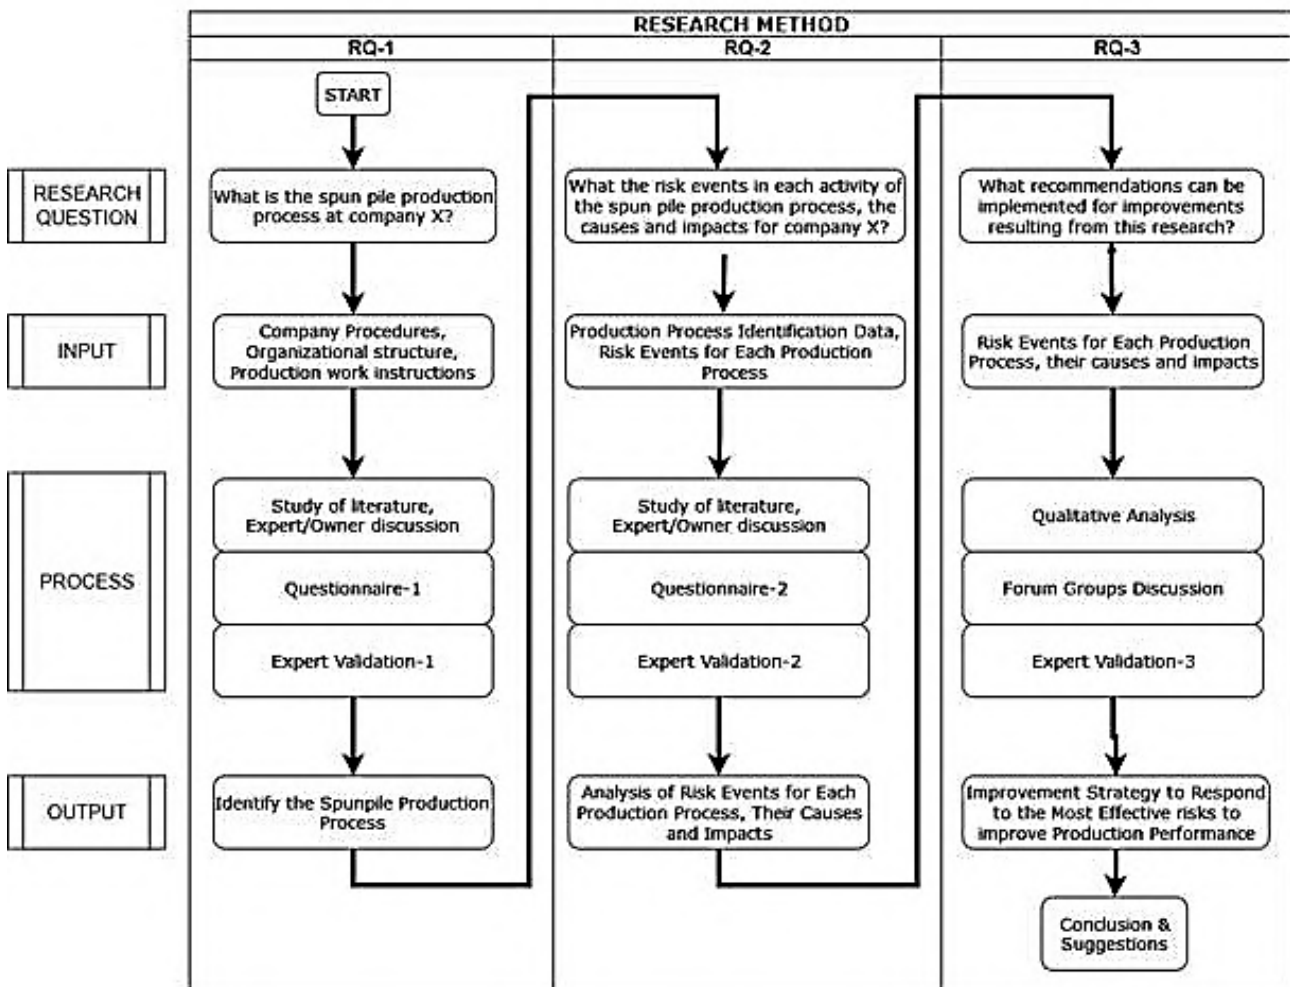 RESEARCH METHOD
RQ-1
RQ-2
RQ-3
START
RESEARCH
QUESTION
What is the spun pile production
process at company X?
What the risk events in each activity of
the spun pile production process, the
causes and impacts for company X?
What recommendations can be
implemented for improvements
resulting from this research?
INPUT
Company Procedures,
Organizational structure,
Production work instructions
Production Process Identification Data,
Risk Events for Each Production
Process
Risk Events for Each Production
Process, their causes and impacts
PROCESS
Study of literature,
Expert/Owner discussion
Questionnaire-1
Expert Validation-1
Study of literature,
Expert/Owner discussion
Questionnaire-2
Expert Validation-2
Qualitative Analysis
Forum Groups Discussion
Expert Validation-3
OUTPUT
Identify the Spunpile Production
Process
Analysis of Risk Events for Each
Production Process, Their Causes
and Impacts
Improvement Strategy to Respond
to the Most Effective risks to
improve Production Performance
Conclusion &
Suggestions